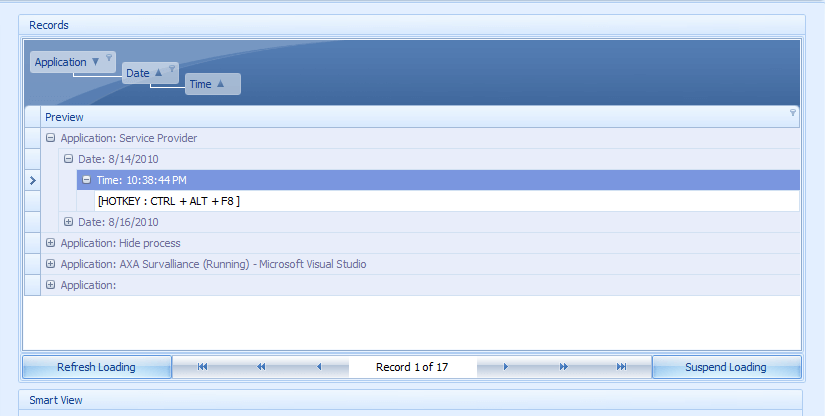 Records
Application
Date
Time
Preview
Application: Service Provider
Date: 8/14/2010
Time: 10:38:44 PM
[HOTKEY : CTRL + ALT + F8 ]
Date: 8/16/2010
Application: Hide process
Application: AXA Survalliance (Running) - Microsoft Visual Studio
Application:
Refresh Loading Record 1 of 17 Suspend Loading
Smart View